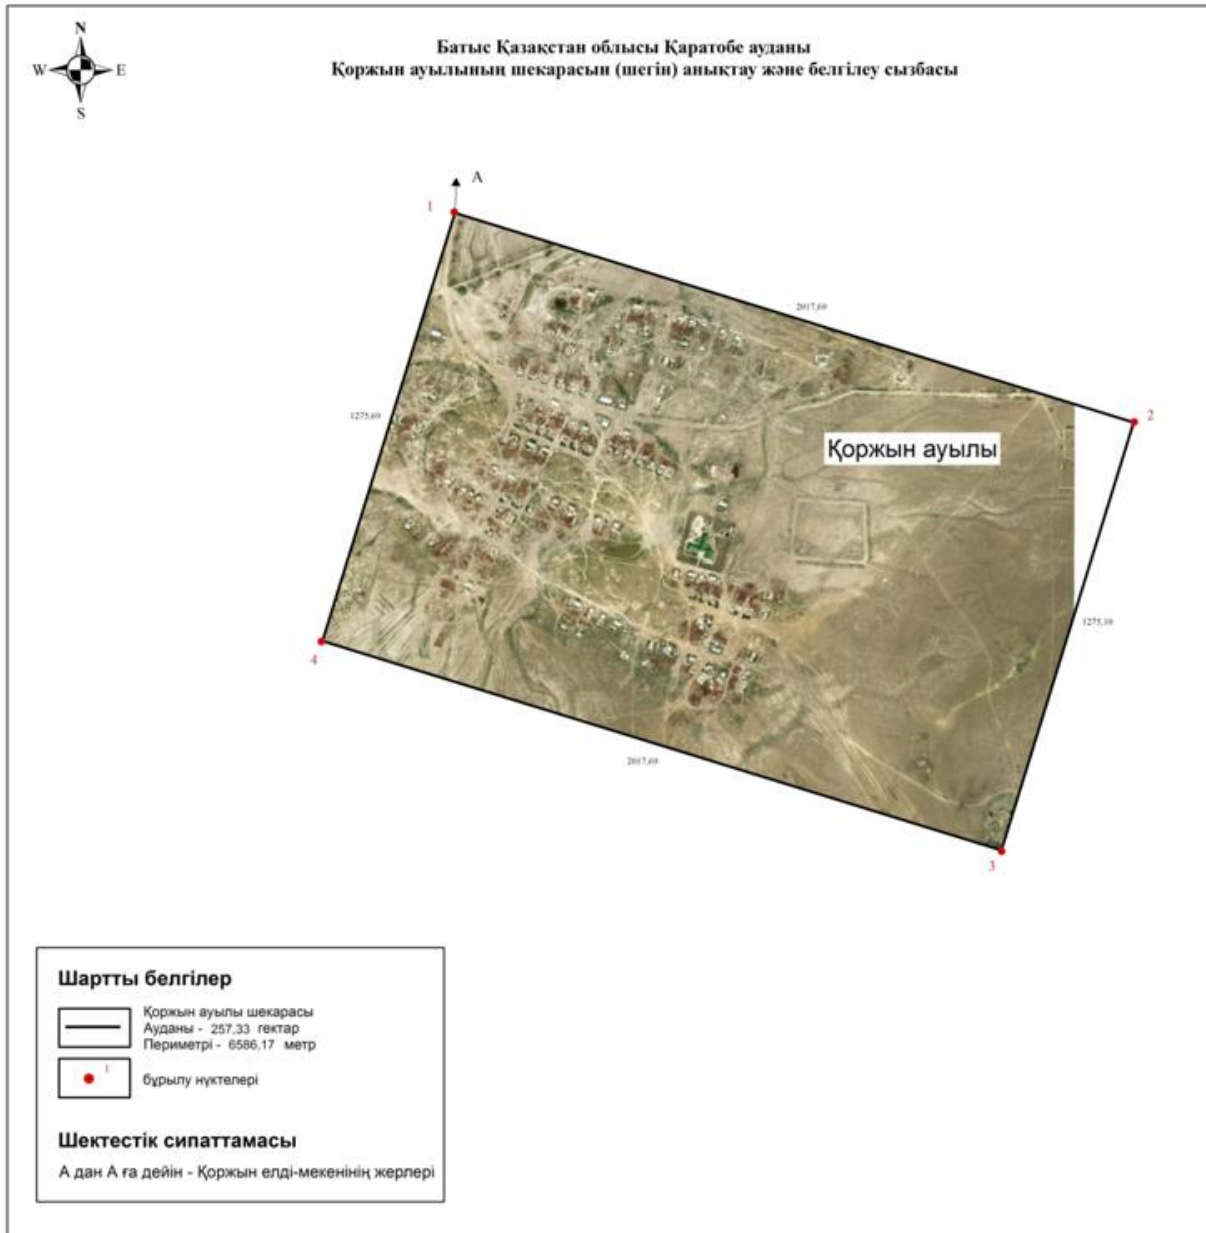 N
W E
S
Батыс Қазақстан облысы Қаратобе ауданы
Қоржын ауылының шекарасын (шегін) анықтау және белгілеу сызбасы
A
1
2017,69
2
1275,69
Қоржын ауылы
1275,10
4
2017,69
3
Шартты белгілер
Қоржын ауылы шекарасы
Ауданы - 257,33 гектар
Периметрі - 6586,17 метр
1
бұрылу нүктелері
Шектестік сипаттамасы
А дан А ға дейін - Қоржын елді-мекенінің жерлері